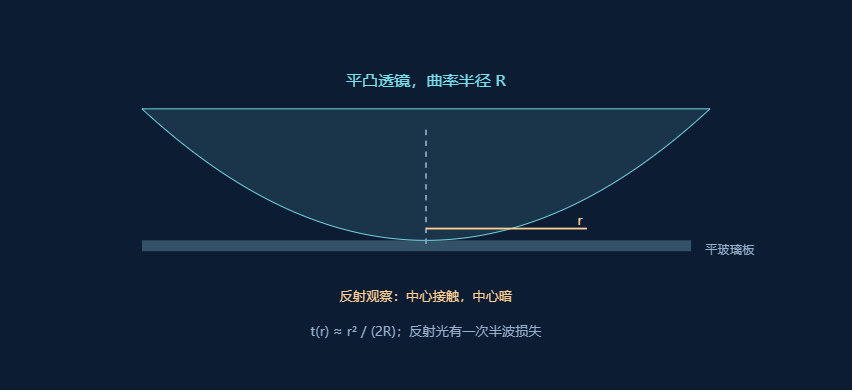 平凸透镜，曲率半径 R
r
平玻璃板
反射观察：中心接触，中心暗
t(r) ≈ r² / (2R)；反射光有一次半波损失